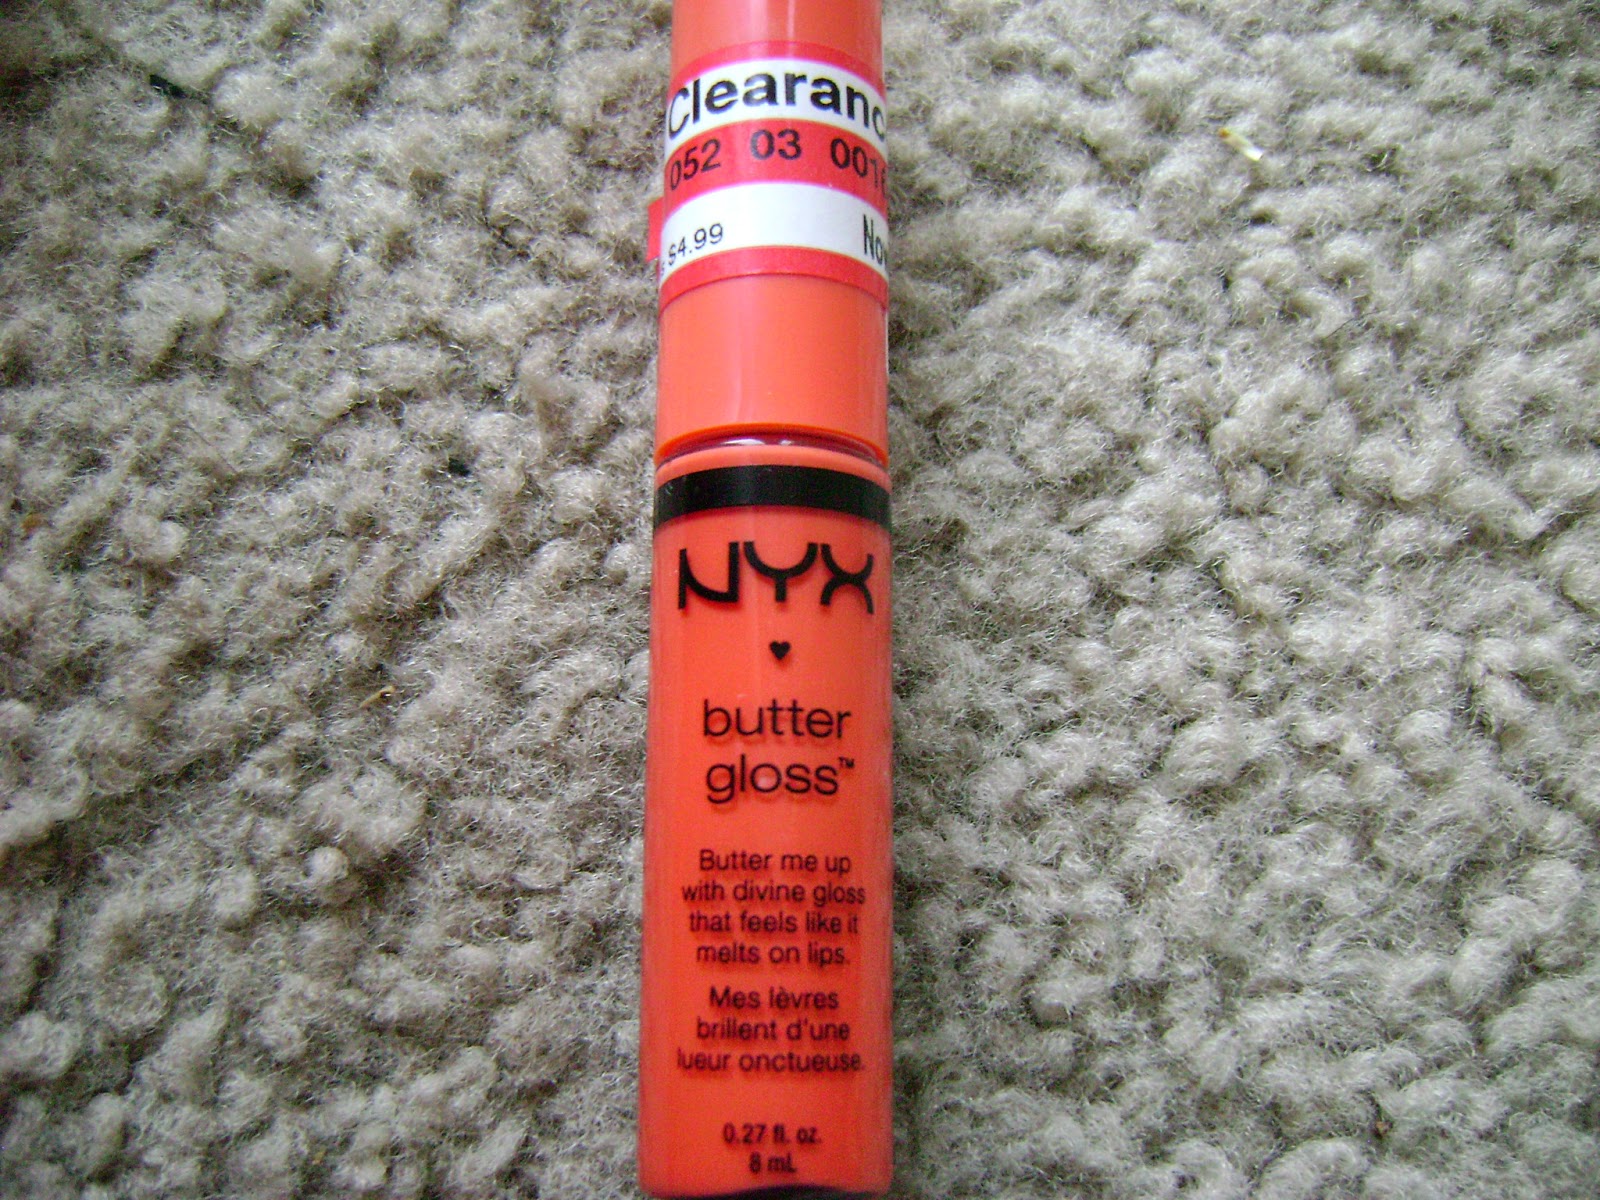 Clearanc
052 03 001
$4.99
NYX
butter
gloss™
Butter me up
with divine gloss
that feels like it
melts on lips.
Mes lèvres
brillent d'une
lueur onctueuse.
0.27 fl. oz.
8 mL